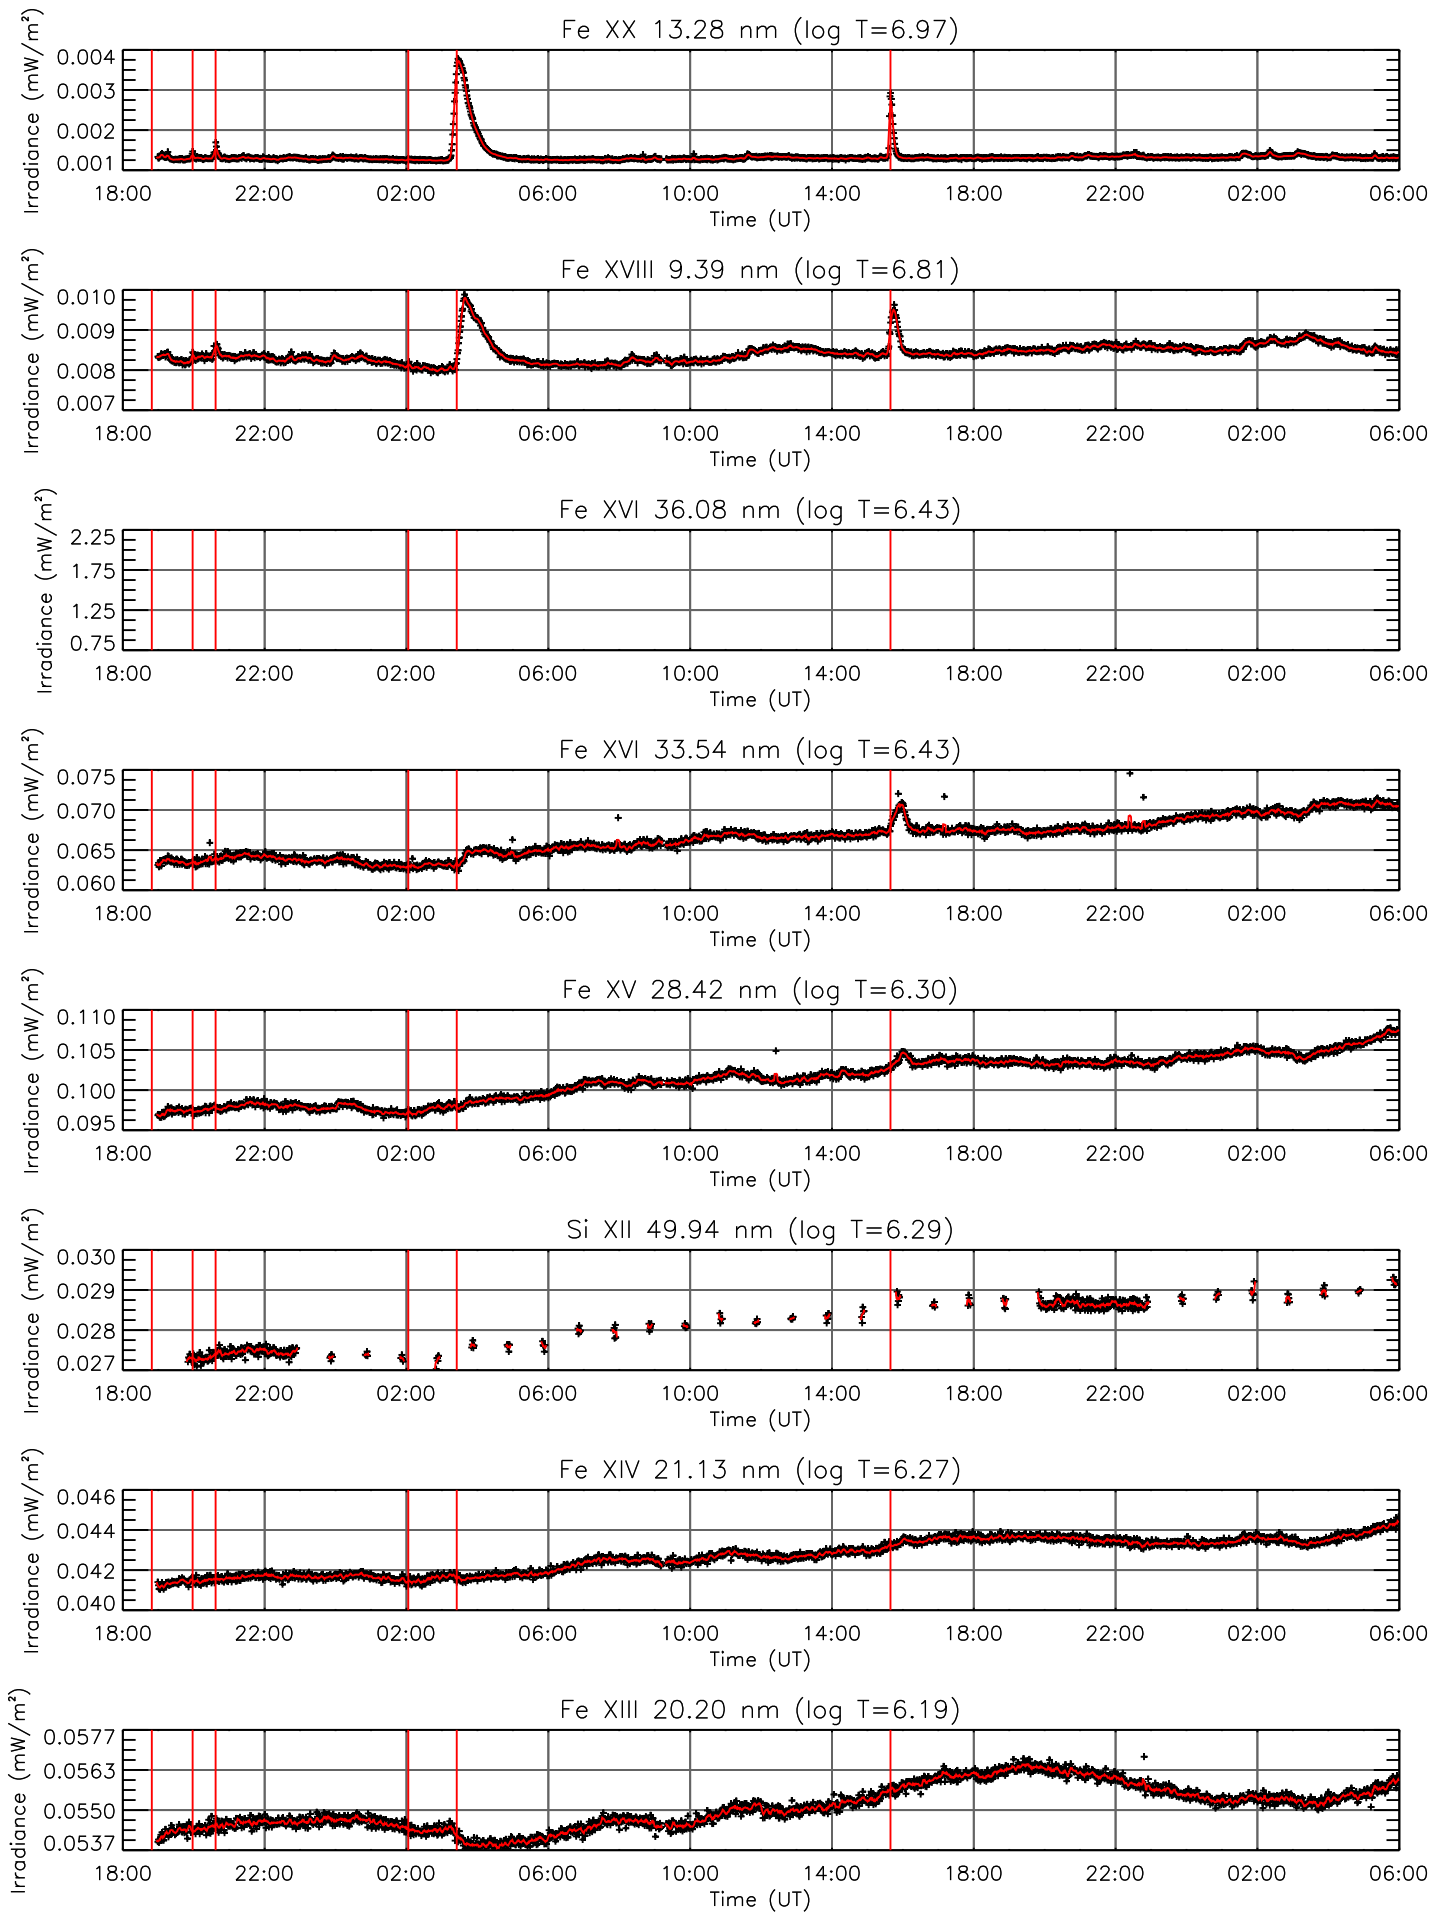 Fe XX 13.28 nm (log T=6.97)
Irradiance (mW/m²)
0.004
0.003
0.002
0.001
18:00 22:00 02:00 06:00 10:00 14:00 18:00 22:00 02:00 06:00
Time (UT)
Fe XVIII 9.39 nm (log T=6.81)
Irradiance (mW/m²)
0.010
0.009
0.008
0.007
18:00 22:00 02:00 06:00 10:00 14:00 18:00 22:00 02:00 06:00
Time (UT)
Fe XVI 36.08 nm (log T=6.43)
Irradiance (mW/m²)
2.25
1.75
1.25
0.75
18:00 22:00 02:00 06:00 10:00 14:00 18:00 22:00 02:00 06:00
Time (UT)
Fe XVI 33.54 nm (log T=6.43)
Irradiance (mW/m²)
0.075
0.070
0.065
0.060
18:00 22:00 02:00 06:00 10:00 14:00 18:00 22:00 02:00 06:00
Time (UT)
Fe XV 28.42 nm (log T=6.30)
Irradiance (mW/m²)
0.110
0.105
0.100
0.095
18:00 22:00 02:00 06:00 10:00 14:00 18:00 22:00 02:00 06:00
Time (UT)
Si XII 49.94 nm (log T=6.29)
Irradiance (mW/m²)
0.030
0.029
0.028
0.027
18:00 22:00 02:00 06:00 10:00 14:00 18:00 22:00 02:00 06:00
Time (UT)
Fe XIV 21.13 nm (log T=6.27)
Irradiance (mW/m²)
0.046
0.044
0.042
0.040
18:00 22:00 02:00 06:00 10:00 14:00 18:00 22:00 02:00 06:00
Time (UT)
Fe XIII 20.20 nm (log T=6.19)
Irradiance (mW/m²)
0.0577
0.0563
0.0550
0.0537
18:00 22:00 02:00 06:00 10:00 14:00 18:00 22:00 02:00 06:00
Time (UT)